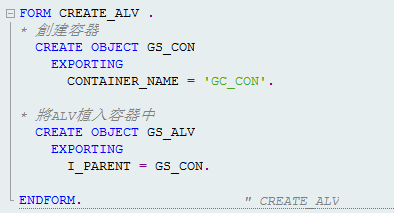 FORM CREATE_ALV .
* 創建容器
  CREATE OBJECT GS_CON
    EXPORTING
      CONTAINER_NAME = 'GC_CON'.

* 將ALV植入容器中
  CREATE OBJECT GS_ALV
    EXPORTING
      I_PARENT = GS_CON.

ENDFORM.                    " CREATE_ALV